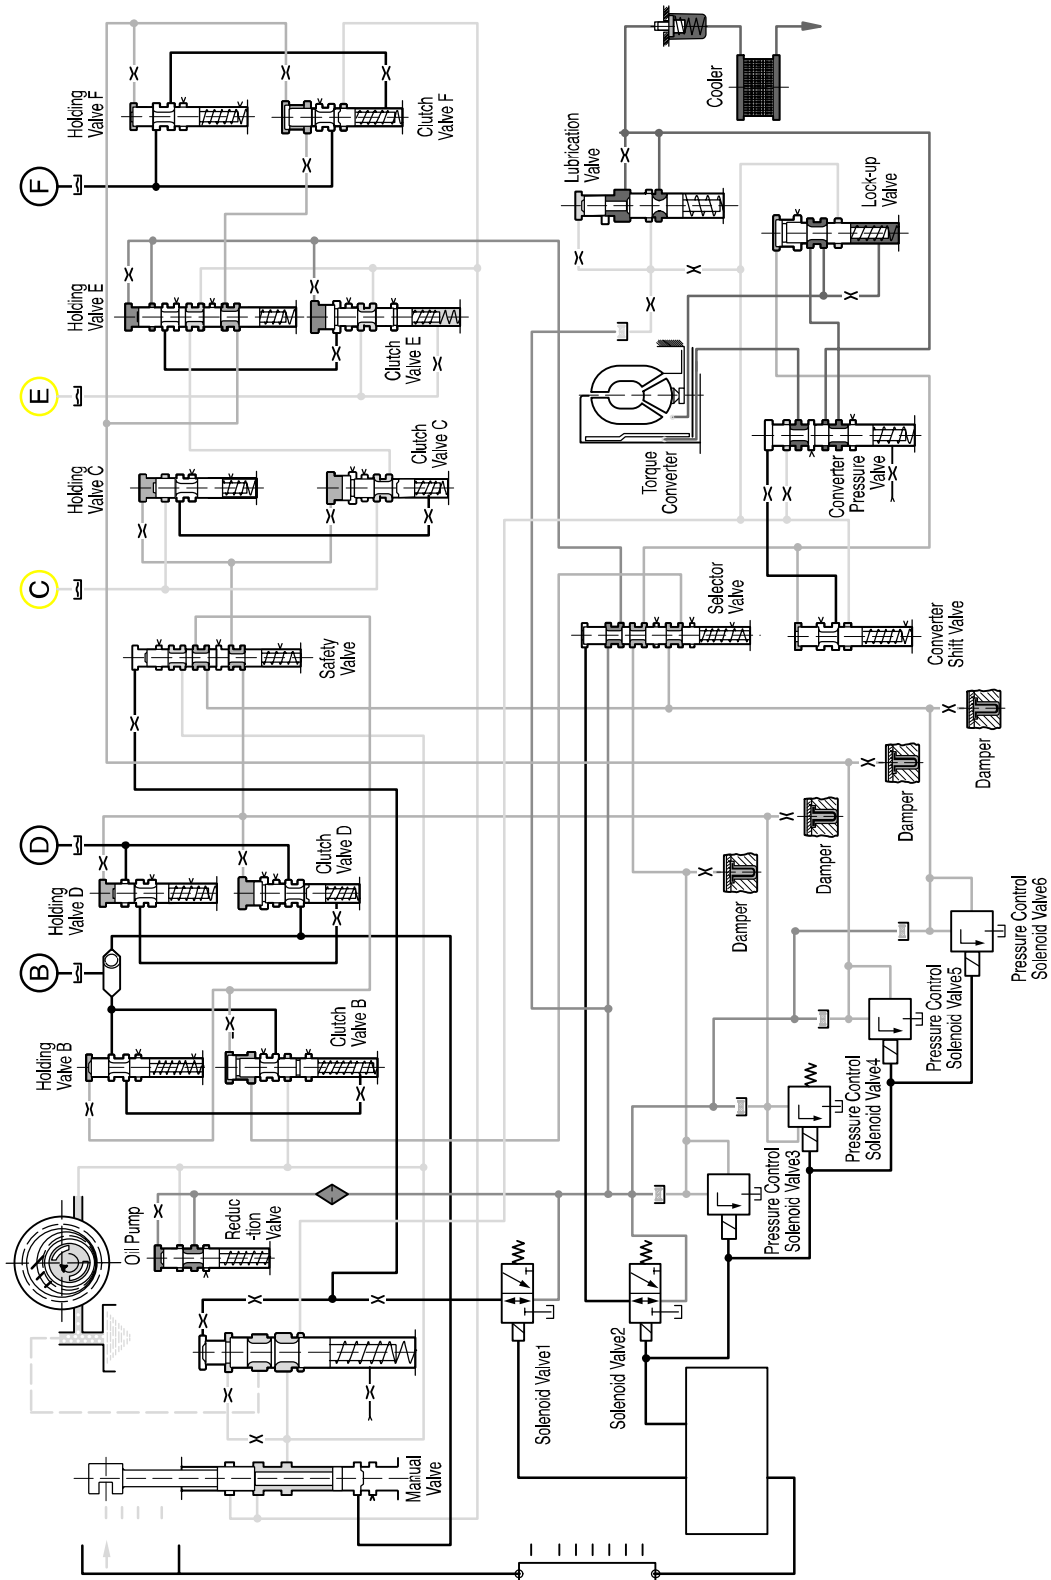 F
Holding
Valve F
Clutch
Valve F
Holding
Valve E
Clutch
Valve E
E
Holding
Valve C
Clutch
Valve C
C
Safety
Valve
D
Holding
Valve D
Clutch
Valve D
B
Holding
Valve B
Clutch
Valve B
Oil Pump
Reduc
-tion
Valve
Manual
Valve
Cooler
Lubrication
Valve
Lock-up
Valve
Torque
Converter
Converter
Pressure
Valve
Selector
Valve
Converter
Shift Valve
Damper
Damper
Damper
Damper
Pressure Control
Solenoid Valve6
Pressure Control
Solenoid Valve5
Pressure Control
Solenoid Valve4
Pressure Control
Solenoid Valve3
Solenoid Valve1
Solenoid Valve2